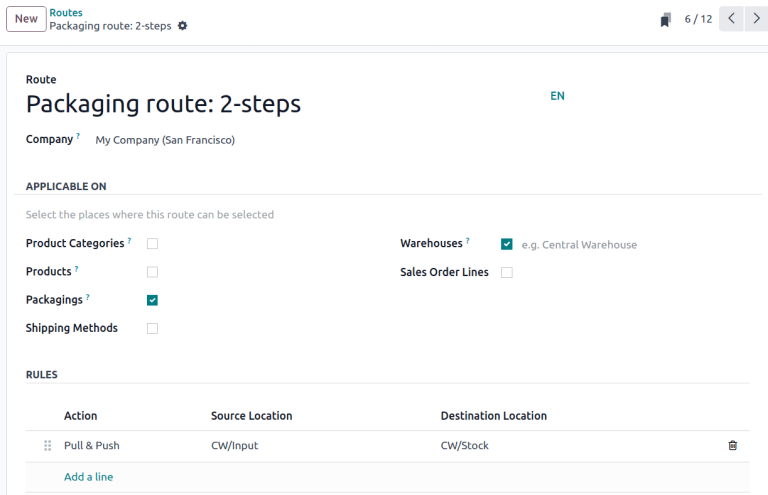 New
Routes
Packaging route: 2-steps
6 / 12
Route
Packaging route: 2-steps
EN
Company ? My Company (San Francisco)
APPLICABLE ON
Select the places where this route can be selected
Product Categories ?
Warehouses ? e.g. Central Warehouse
Products ?
Sales Order Lines
Packagings ?
Shipping Methods
RULES
Action Source Location Destination Location
Pull & Push CW/Input CW/Stock
Add a line